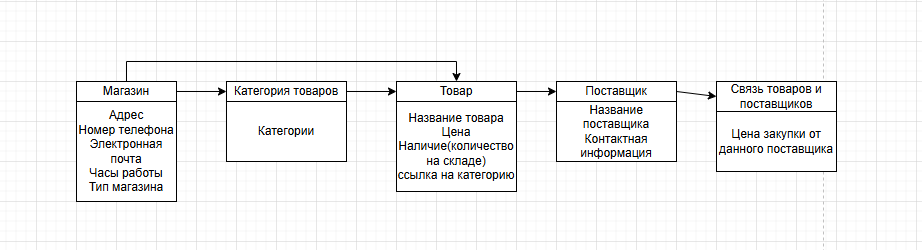 Магазин
Адрес
Номер телефона
Электронная
почта
Часы работы
Тип магазина
Категория товаров
Категории
Товар
Название товара
Цена
Наличие(количество
на складе)
ссылка на категорию
Поставщик
Название
поставщика
Контактная
информация
Связь товаров и
поставщиков
Цена закупки от
данного поставщика